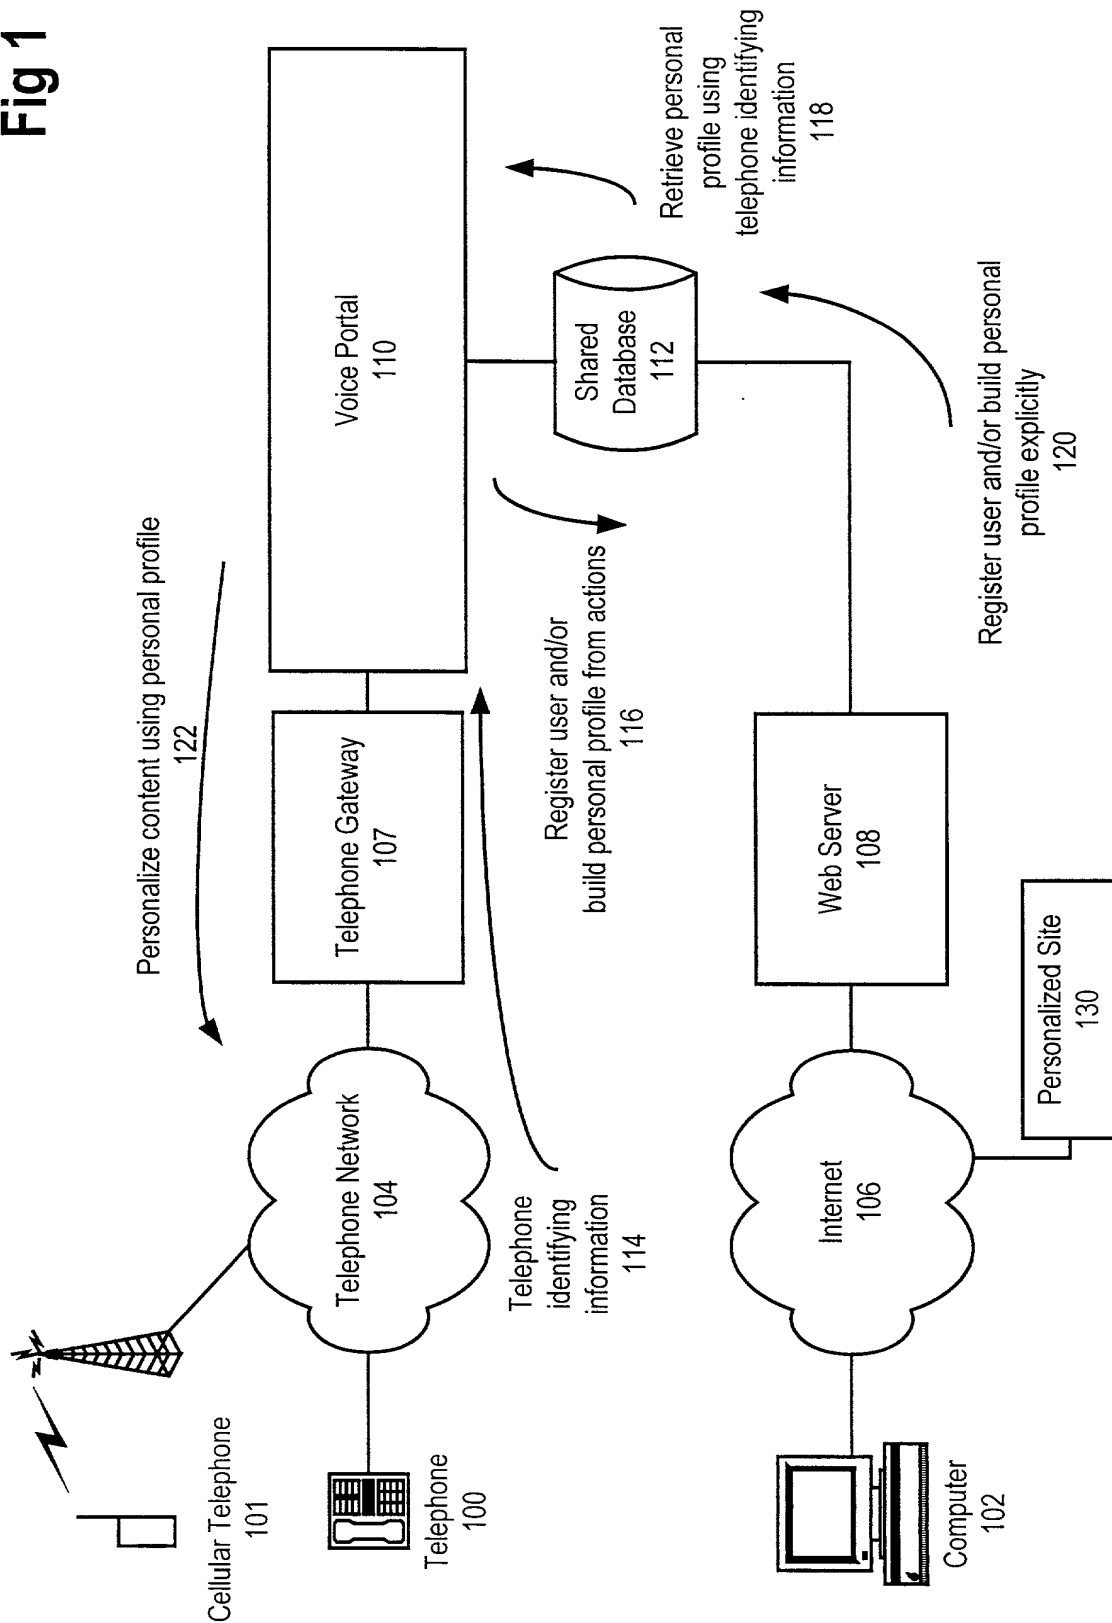 Fig 1
Personalize content using personal profile
122
Cellular Telephone
101
Telephone
100
Telephone Network
104
Telephone Gateway
107
Voice Portal
110
Telephone
identifying
information
114
Register user and/or
build personal profile from actions
116
Shared
Database
112
Retrieve personal
profile using
telephone identifying
information
118
Computer
102
Internet
106
Web Server
108
Register user and/or build personal
profile explicitly
120
Personalized Site
130